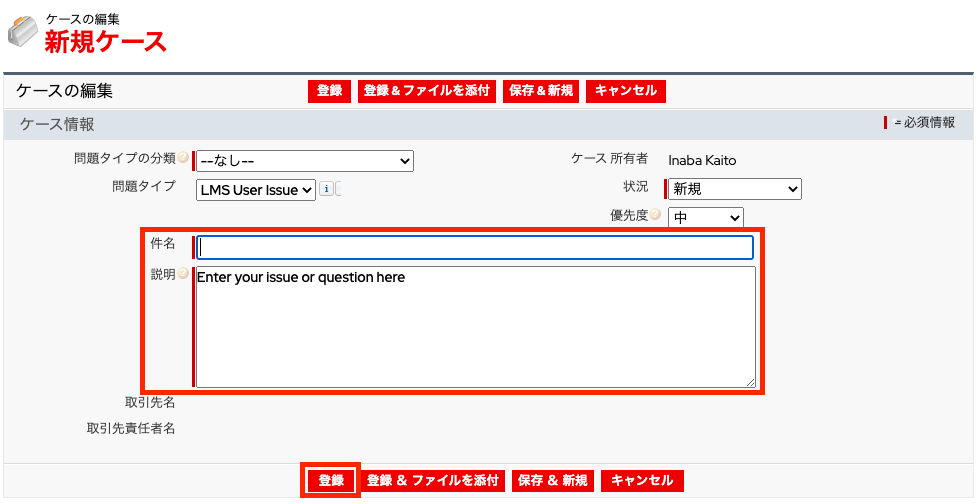 ケースの編集
新規ケース
ケースの編集
登録 登録＆ファイルを添付 保存＆新規 キャンセル
ケース情報
= 必須情報
問題タイプの分類 --なし--
ケース 所有者 Inaba Kaito
問題タイプ LMS User Issue
状況 新規
優先度 中
件名
説明 Enter your issue or question here
取引先名
取引先責任者名
登録 登録 ＆ ファイルを添付 保存 ＆ 新規 キャンセル